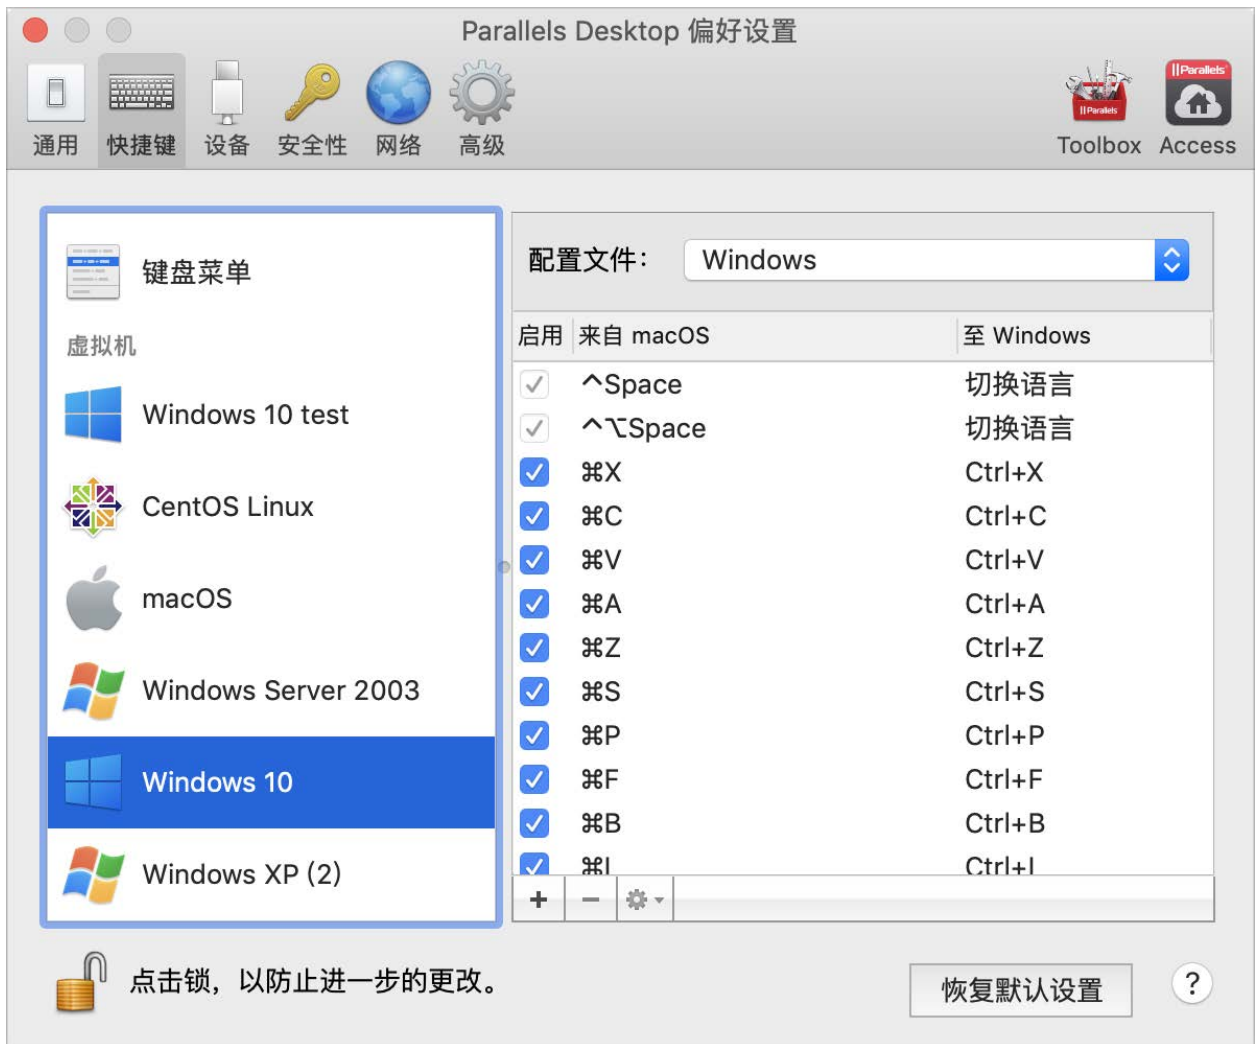 Parallels Desktop 偏好设置
通用 快捷键 设备 安全性 网络 高级 Toolbox Access
||Parallels
||Parallels
键盘菜单
虚拟机
Windows 10 test
CentOS Linux
macOS
Windows Server 2003
Windows 10
Windows XP (2)
配置文件： Windows
启用 来自 macOS 至 Windows
^Space 切换语言
^⌥Space 切换语言
⌘X Ctrl+X
⌘C Ctrl+C
⌘V Ctrl+V
⌘A Ctrl+A
⌘Z Ctrl+Z
⌘S Ctrl+S
⌘P Ctrl+P
⌘F Ctrl+F
⌘B Ctrl+B
⌘I Ctrl+I
点击锁，以防止进一步的更改。
恢复默认设置 ?